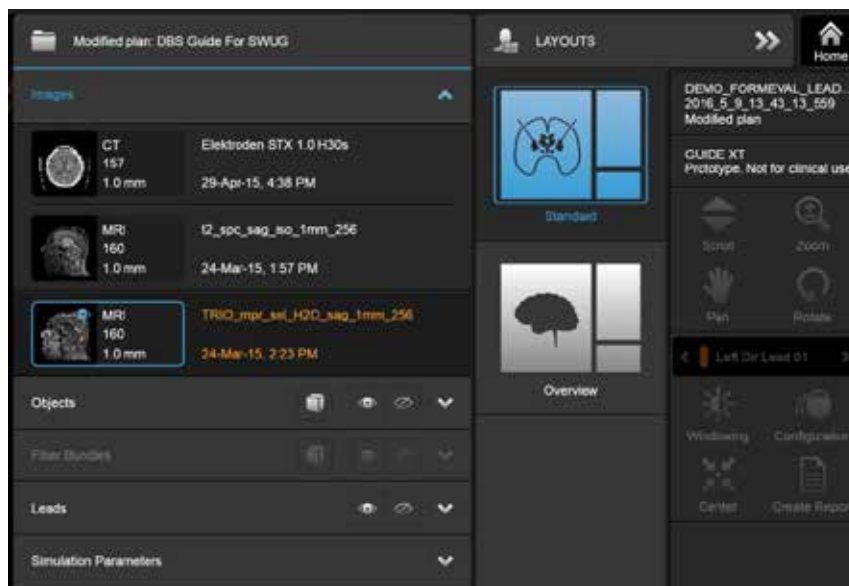 Modified plan: DBS Guide For SWUG
Images
CT
157
1.0 mm
Elektroden STX 1.0 H30s
29-Apr-15, 4:38 PM
MRI
160
1.0 mm
t2_spc_sag_iso_1mm_256
24-Mar-15, 1:57 PM
MRI
160
1.0 mm
TRIO_mpr_sel_H2O_sag_1mm_256
24-Mar-15, 2:23 PM
Objects
Fiber Bundles
Leads
Simulation Parameters
LAYOUTS
Standard
Overview
Home
DEMO_FORMEVAL_LEAD...
2016_5_9_13_43_13_559
Modified plan
GUIDE XT
Prototype. Not for clinical use
Scroll
Zoom
Pan
Rotate
Left Dir Lead 01
Windowing
Configuration
Center
Create Repor